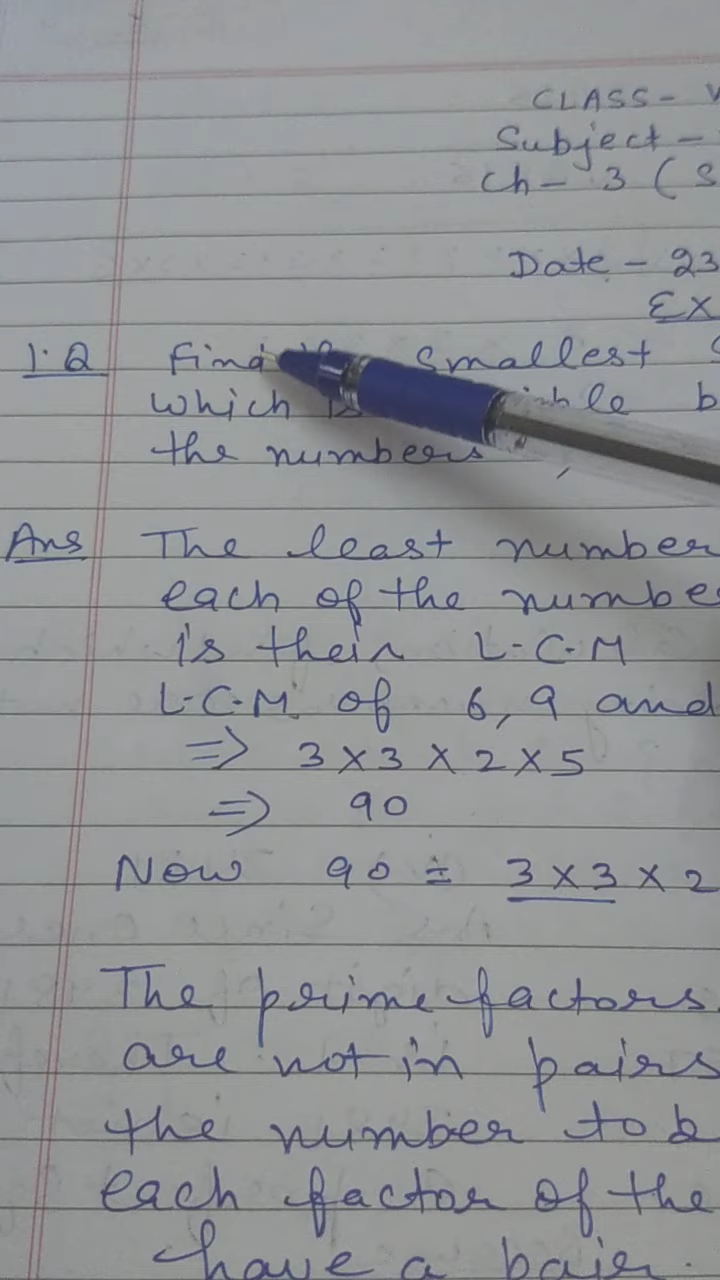 CLASS-
Subject -
Ch - 3 (S
Date - 23
Ex
1.Q Find Smallest
which
the numbers
Ans The least number
each of the numbe
is their L.C.M
L.C.M of 6, 9 and
=> 3 x 3 x 2 x 5
=> 90
Now 90 = 3 x 3 x 2
The prime factors
are not in pairs
the number to b
each factor of the
have a pair.